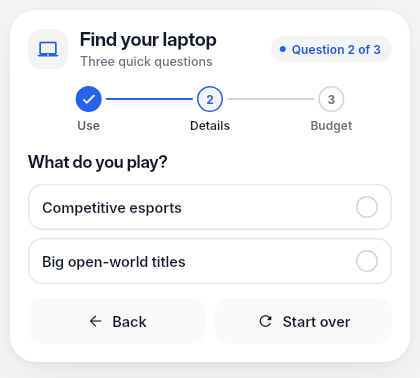 Find your laptop
Three quick questions
Question 2 of 3
2
3
Use
Details
Budget
What do you play?
Competitive esports
Big open-world titles
Back
Start over